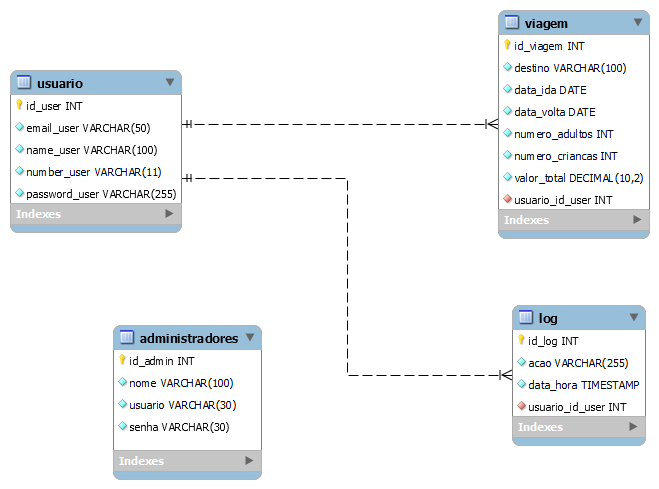 usuario
id_user INT
email_user VARCHAR(50)
name_user VARCHAR(100)
number_user VARCHAR(11)
password_user VARCHAR(255)
Indexes
viagem
id_viagem INT
destino VARCHAR(100)
data_ida DATE
data_volta DATE
numero_adultos INT
numero_criancas INT
valor_total DECIMAL(10,2)
usuario_id_user INT
Indexes
administradores
id_admin INT
nome VARCHAR(100)
usuario VARCHAR(30)
senha VARCHAR(30)
Indexes
log
id_log INT
acao VARCHAR(255)
data_hora TIMESTAMP
usuario_id_user INT
Indexes